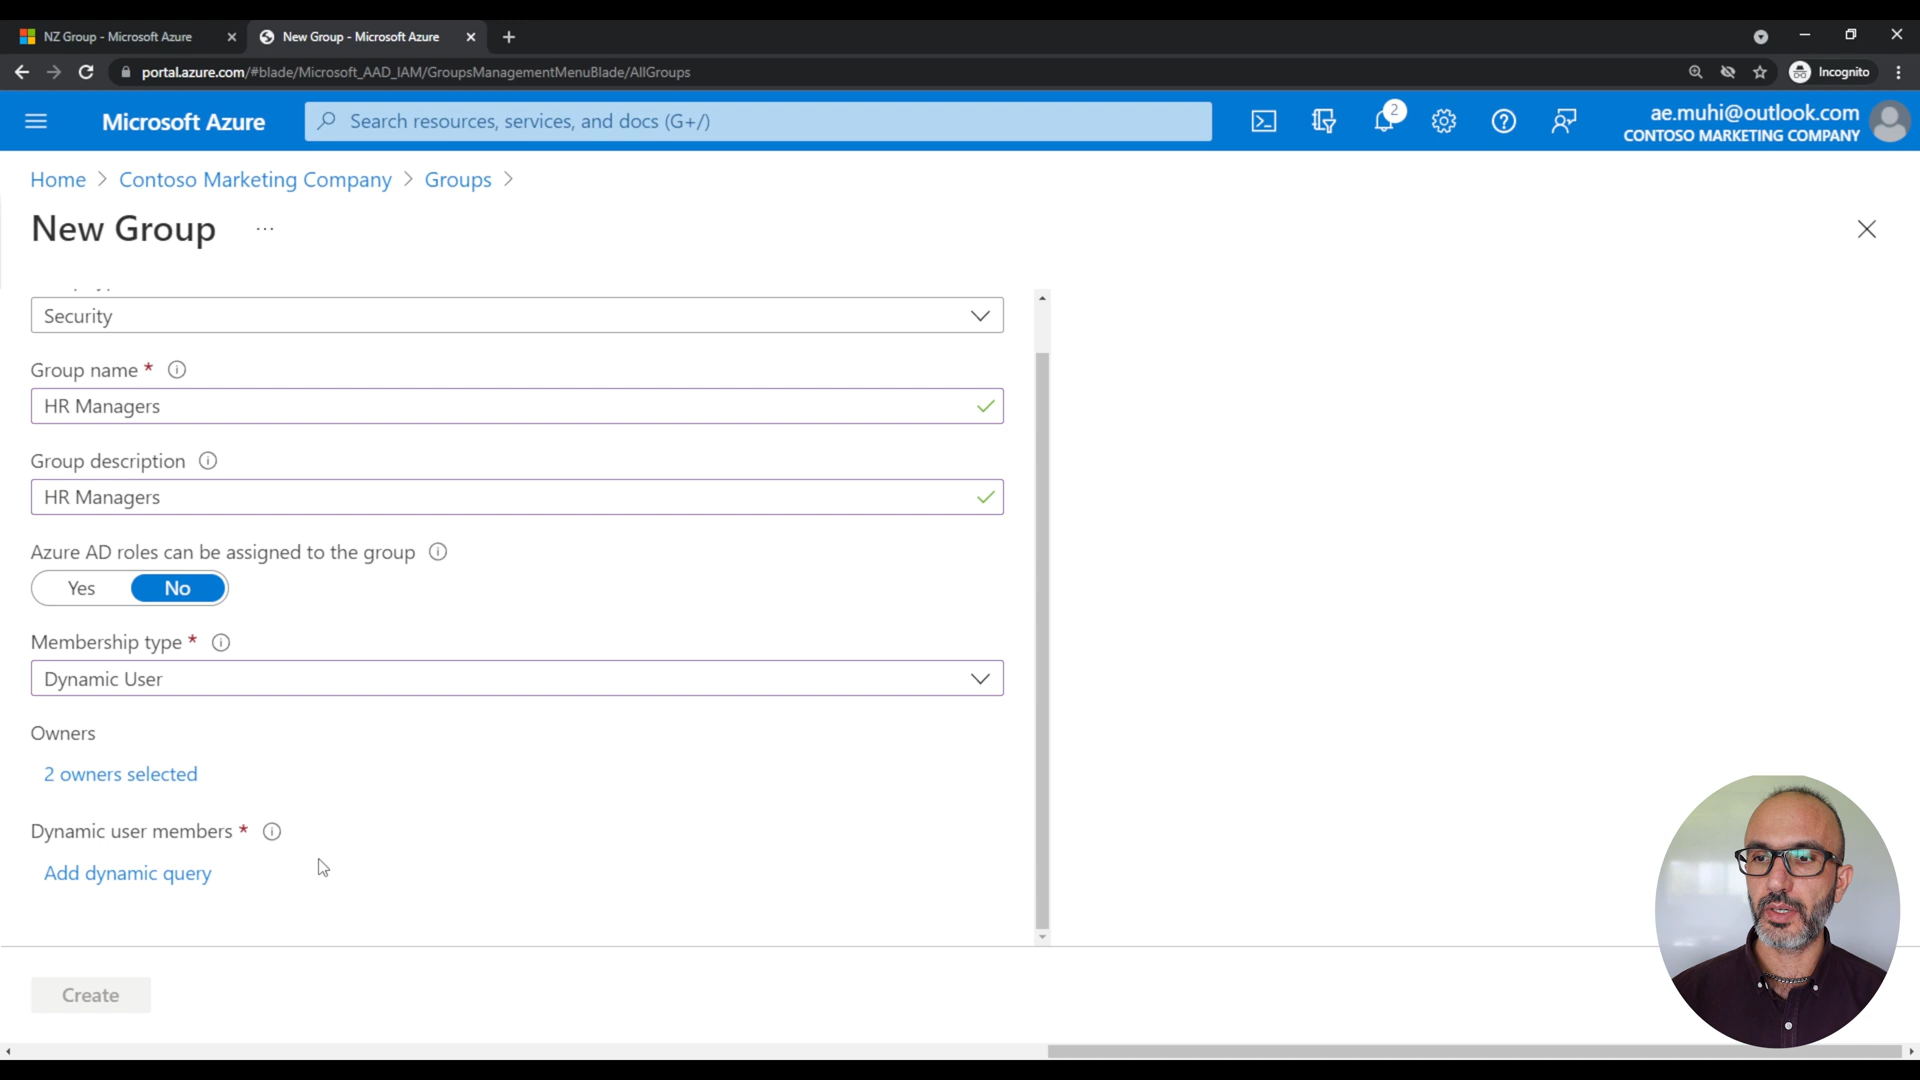 NZ Group - Microsoft Azure
New Group - Microsoft Azure
portal.azure.com/#blade/Microsoft_AAD_IAM/GroupsManagementMenuBlade/AllGroups
Incognito
Microsoft Azure
Search resources, services, and docs (G+/)
2
ae.muhi@outlook.com
CONTOSO MARKETING COMPANY
Home > Contoso Marketing Company > Groups >
New Group ...
Security
Group name *
HR Managers
Group description
HR Managers
Azure AD roles can be assigned to the group
Yes No
Membership type *
Dynamic User
Owners
2 owners selected
Dynamic user members *
Add dynamic query
Create